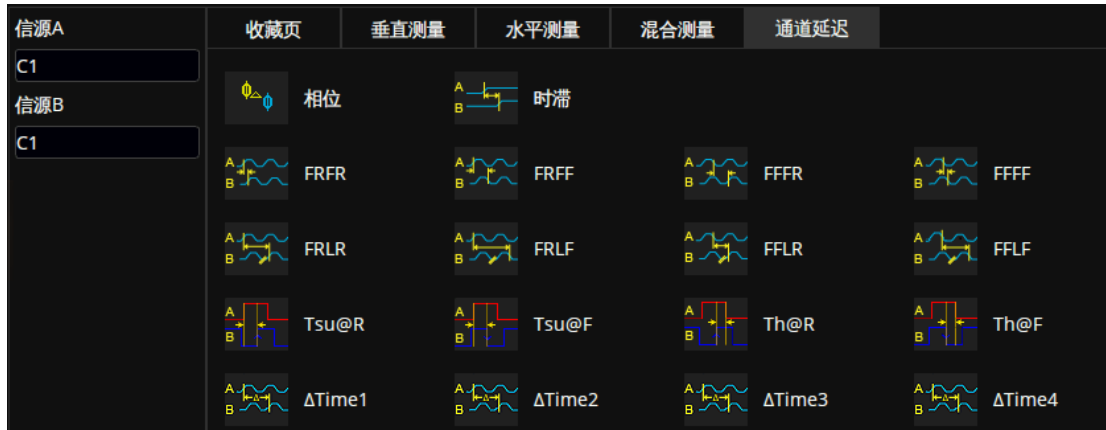 信源A
C1
信源B
C1
收藏页 垂直测量 水平测量 混合测量 通道延迟
Φ Δ Φ 相位 A B 时滞
A B FRFR A B FRFF A B FFFR A B FFFF
A B FRLR A B FRLF A B FFLR A B FFLF
A B Tsu@R A B Tsu@F A B Th@R A B Th@F
A B Δ ΔTime1 A B Δ ΔTime2 A B Δ ΔTime3 A B Δ ΔTime4